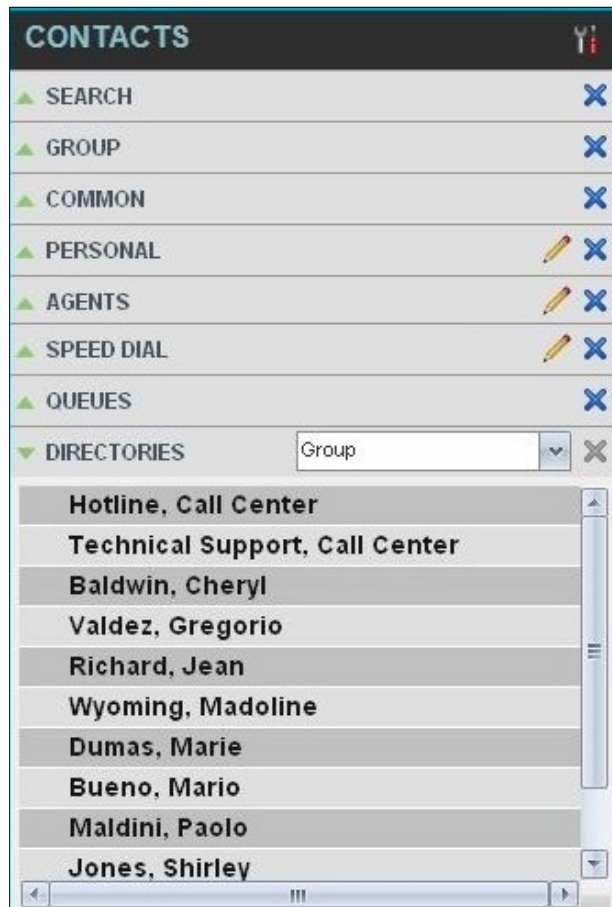 CONTACTS
SEARCH
GROUP
COMMON
PERSONAL
AGENTS
SPEED DIAL
QUEUES
DIRECTORIES Group
Hotline, Call Center
Technical Support, Call Center
Baldwin, Cheryl
Valdez, Gregorio
Richard, Jean
Wyoming, Madoline
Dumas, Marie
Bueno, Mario
Maldini, Paolo
Jones, Shirley